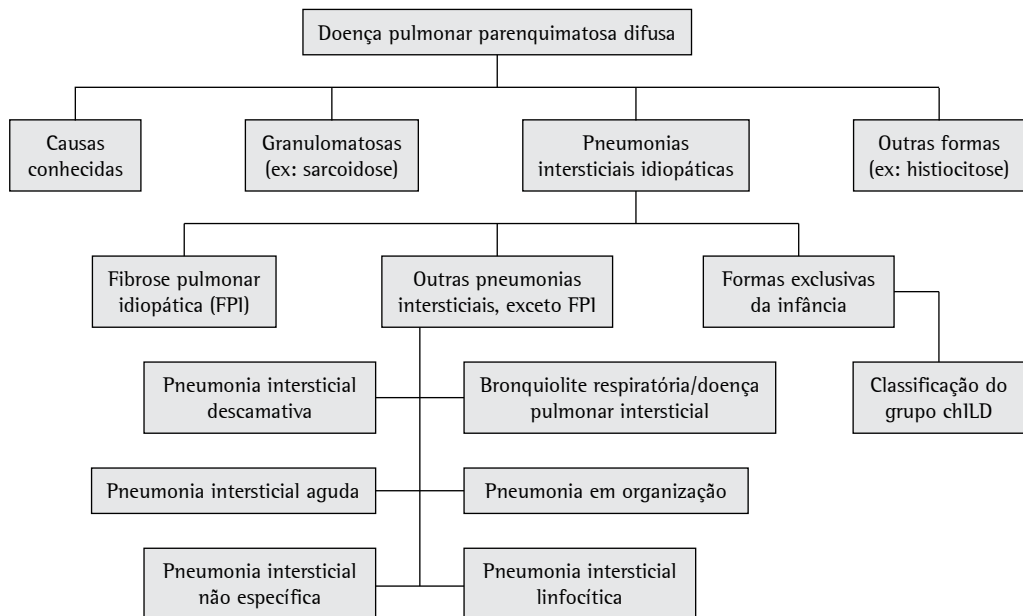 Doença pulmonar parenquimatosa difusa
Causas
conhecidas
Granulomatosas
(ex: sarcoidose)
Pneumonias
intersticiais idiopáticas
Outras formas
(ex: histiocitose)
Fibrose pulmonar
idiopática (FPI)
Outras pneumonias
intersticiais, exceto FPI
Formas exclusivas
da infância
Pneumonia intersticial
descamativa
Bronquiolite respiratória/doença
pulmonar intersticial
Classificação do
grupo chILD
Pneumonia intersticial aguda
Pneumonia em organização
Pneumonia intersticial
não específica
Pneumonia intersticial
linfocítica